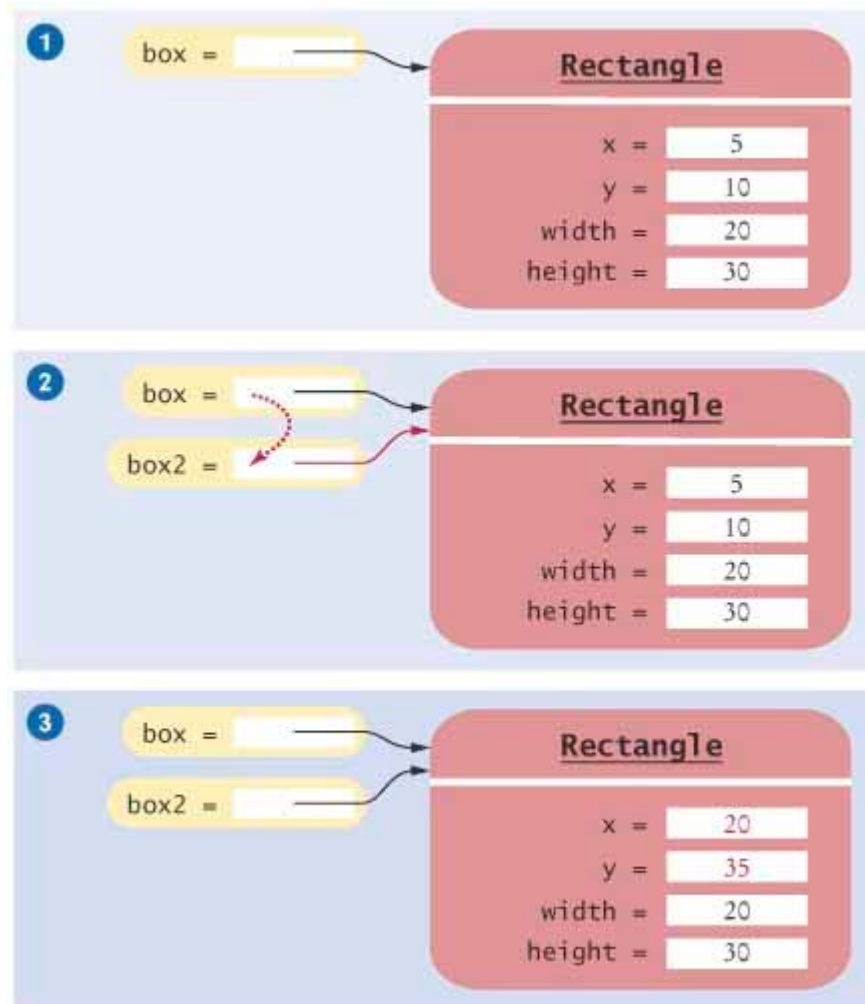 1
box =
Rectangle
x = 5
y = 10
width = 20
height = 30
2
box =
box2 =
Rectangle
x = 5
y = 10
width = 20
height = 30
3
box =
box2 =
Rectangle
x = 20
y = 35
width = 20
height = 30